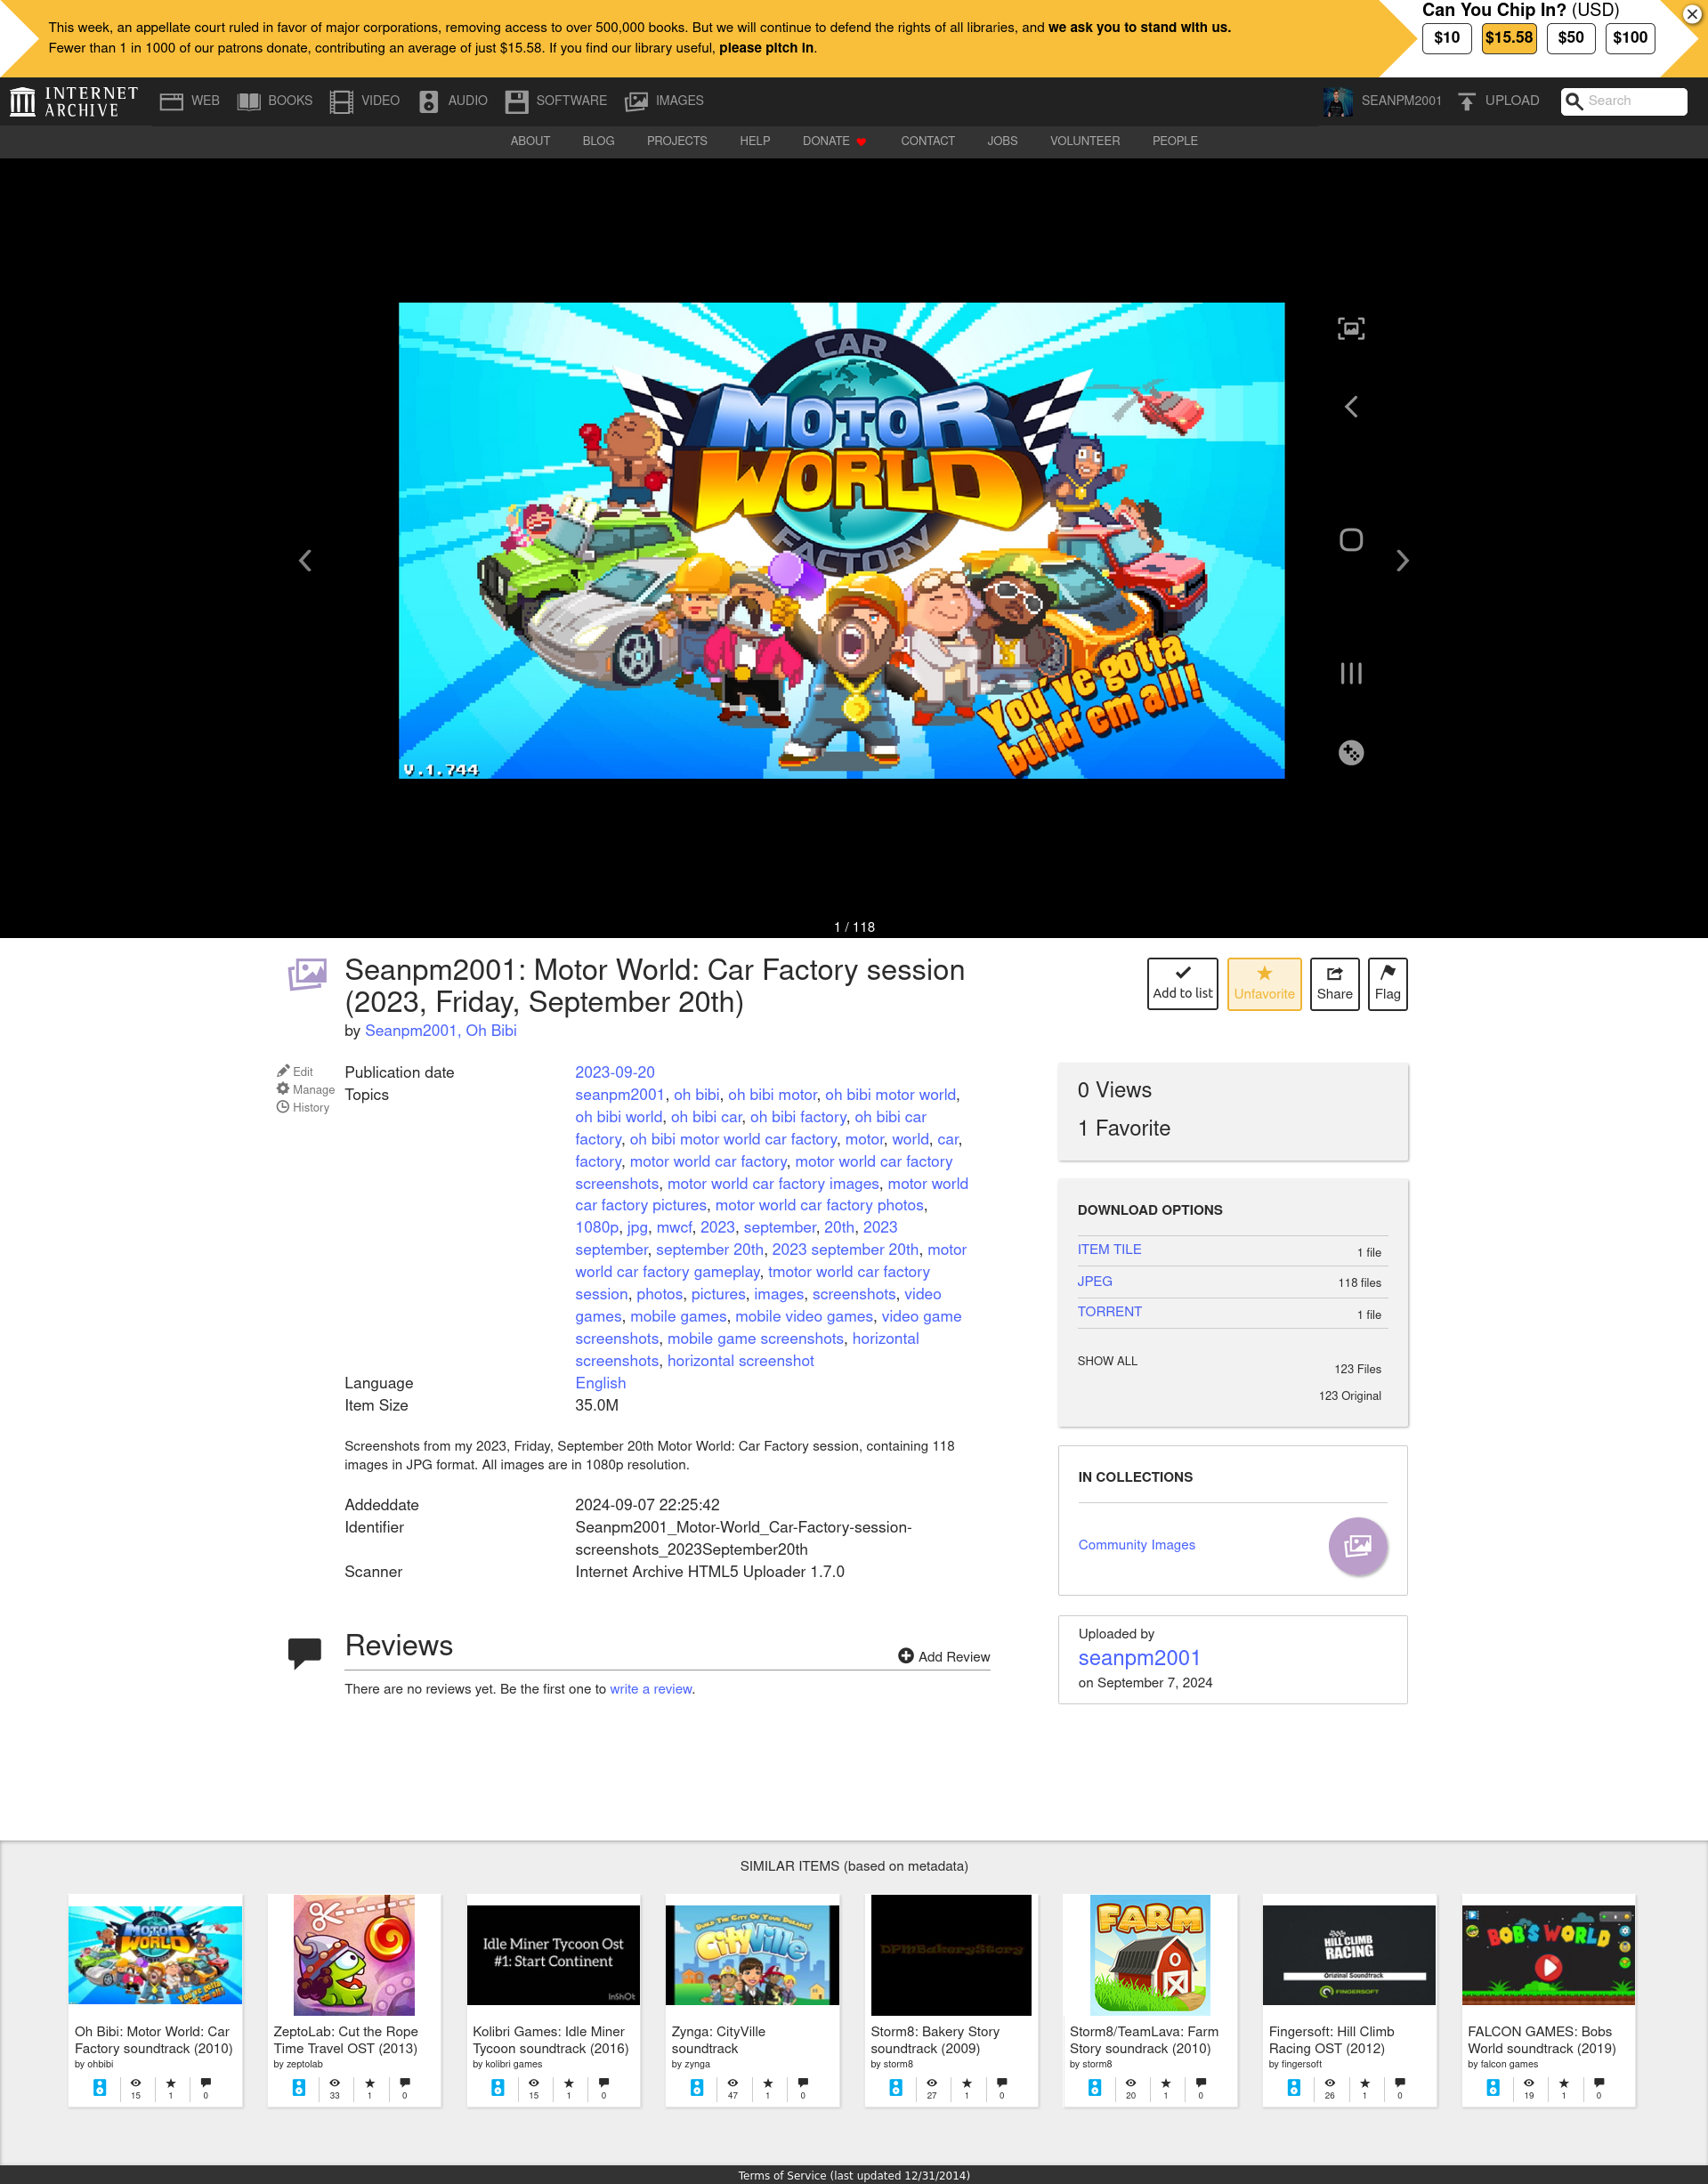 This week, an appellate court ruled in favor of major corporations, removing access to over 500,000 books. But we will continue to defend the rights of all libraries, and we ask you to stand with us.
Fewer than 1 in 1000 of our patrons donate, contributing an average of just $15.58. If you find our library useful, please pitch in.
Can You Chip In? (USD)
$10 $15.58 $50 $100
INTERNET ARCHIVE WEB BOOKS VIDEO AUDIO SOFTWARE IMAGES SEANPM2001 UPLOAD Search
ABOUT BLOG PROJECTS HELP DONATE CONTACT JOBS VOLUNTEER PEOPLE
CAR
MOTOR
WORLD
FACTORY
You've gotta
build'em all!
V.1.744
1 / 118
Seanpm2001: Motor World: Car Factory session
(2023, Friday, September 20th)
by Seanpm2001, Oh Bibi
Add to list Unfavorite Share Flag
Edit
Manage
History
Publication date 2023-09-20
Topics seanpm2001, oh bibi, oh bibi motor, oh bibi motor world,
oh bibi world, oh bibi car, oh bibi factory, oh bibi car
factory, oh bibi motor world car factory, motor, world, car,
factory, motor world car factory, motor world car factory
screenshots, motor world car factory images, motor world
car factory pictures, motor world car factory photos,
1080p, jpg, mwcf, 2023, september, 20th, 2023
september, september 20th, 2023 september 20th, motor
world car factory gameplay, tmotor world car factory
session, photos, pictures, images, screenshots, video
games, mobile games, mobile video games, video game
screenshots, mobile game screenshots, horizontal
screenshots, horizontal screenshot
Language English
Item Size 35.0M
Screenshots from my 2023, Friday, September 20th Motor World: Car Factory session, containing 118
images in JPG format. All images are in 1080p resolution.
Addeddate 2024-09-07 22:25:42
Identifier Seanpm2001_Motor-World_Car-Factory-session-
screenshots_2023September20th
Scanner Internet Archive HTML5 Uploader 1.7.0
Reviews
Add Review
There are no reviews yet. Be the first one to write a review.
0 Views
1 Favorite
DOWNLOAD OPTIONS
ITEM TILE 1 file
JPEG 118 files
TORRENT 1 file
SHOW ALL 123 Files
123 Original
IN COLLECTIONS
Community Images
Uploaded by
seanpm2001
on September 7, 2024
SIMILAR ITEMS (based on metadata)
CAR
MOTOR
WORLD
Oh Bibi: Motor World: Car
Factory soundtrack (2010)
by ohbibi
15 1 0
ZeptoLab: Cut the Rope
Time Travel OST (2013)
by zeptolab
33 1 0
Idle Miner Tycoon Ost
#1: Start Continent
InShot
Kolibri Games: Idle Miner
Tycoon soundtrack (2016)
by kolibri games
15 1 0
Build The City Of Your Dreams!
CityVille
Zynga: CityVille
soundtrack
by zynga
47 1 0
DPMBakeryStory
Storm8: Bakery Story
soundtrack (2009)
by storm8
27 1 0
FARM
Storm8/TeamLava: Farm
Story soundrack (2010)
by storm8
20 1 0
HILL CLIMB
RACING
Original Soundtrack
FINGERSOFT
Fingersoft: Hill Climb
Racing OST (2012)
by fingersoft
26 1 0
BOB'S WORLD
FALCON GAMES: Bobs
World soundtrack (2019)
by falcon games
19 1 0
Terms of Service (last updated 12/31/2014)